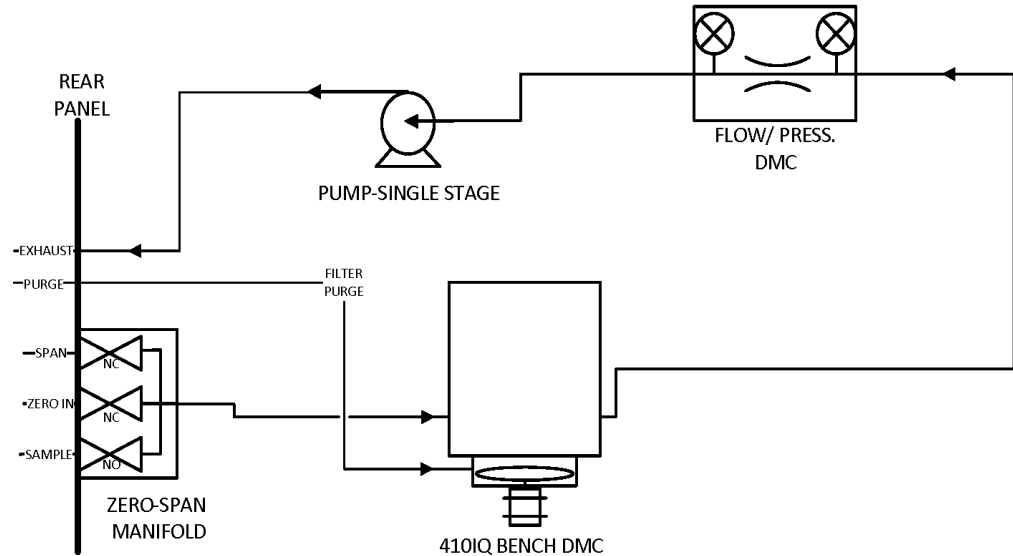 REAR
PANEL
FLOW/ PRESS.
DMC
PUMP-SINGLE STAGE
EXHAUST
PURGE
FILTER
PURGE
SPAN
NC
ZERO IN
NC
SAMPLE
NO
ZERO-SPAN
MANIFOLD
410IQ BENCH DMC